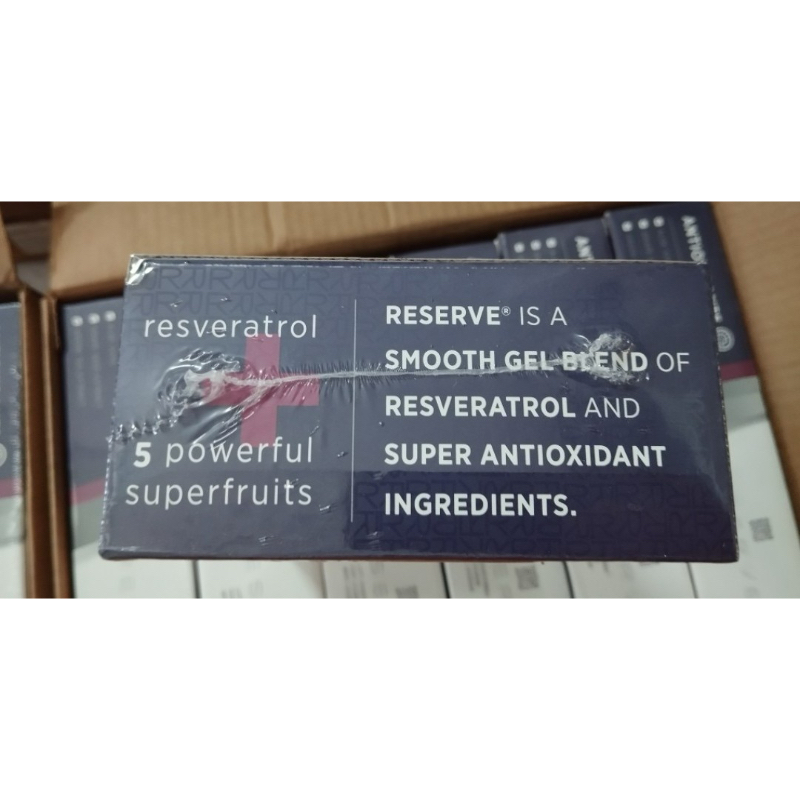 resveratrol
5 powerful
superfruits
RESERVE® IS A
SMOOTH GEL BLEND OF
RESVERATROL AND
SUPER ANTIOXIDANT
INGREDIENTS.